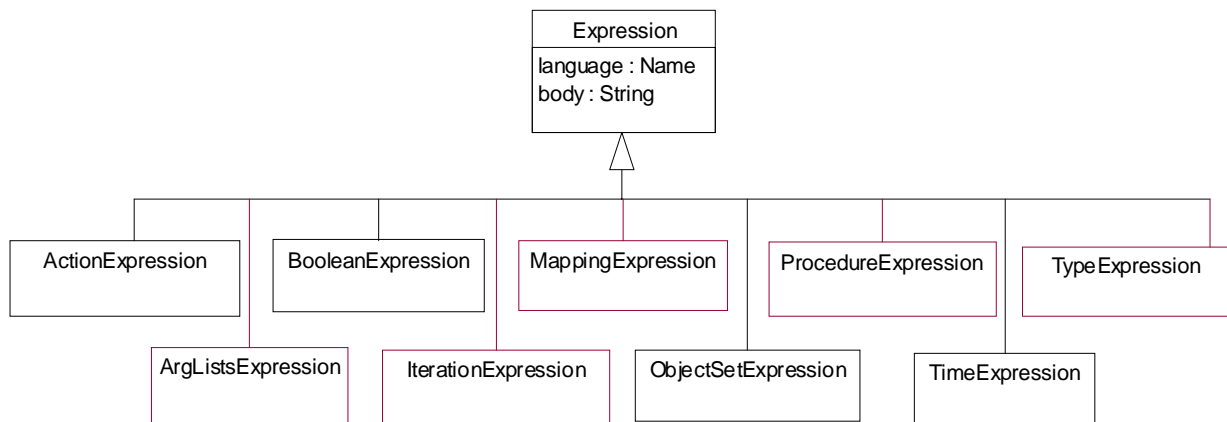 Expression
language : Name
body : String
ActionExpression
BooleanExpression
MappingExpression
ProcedureExpression
TypeExpression
ArgListsExpression
IterationExpression
ObjectSetExpression
TimeExpression